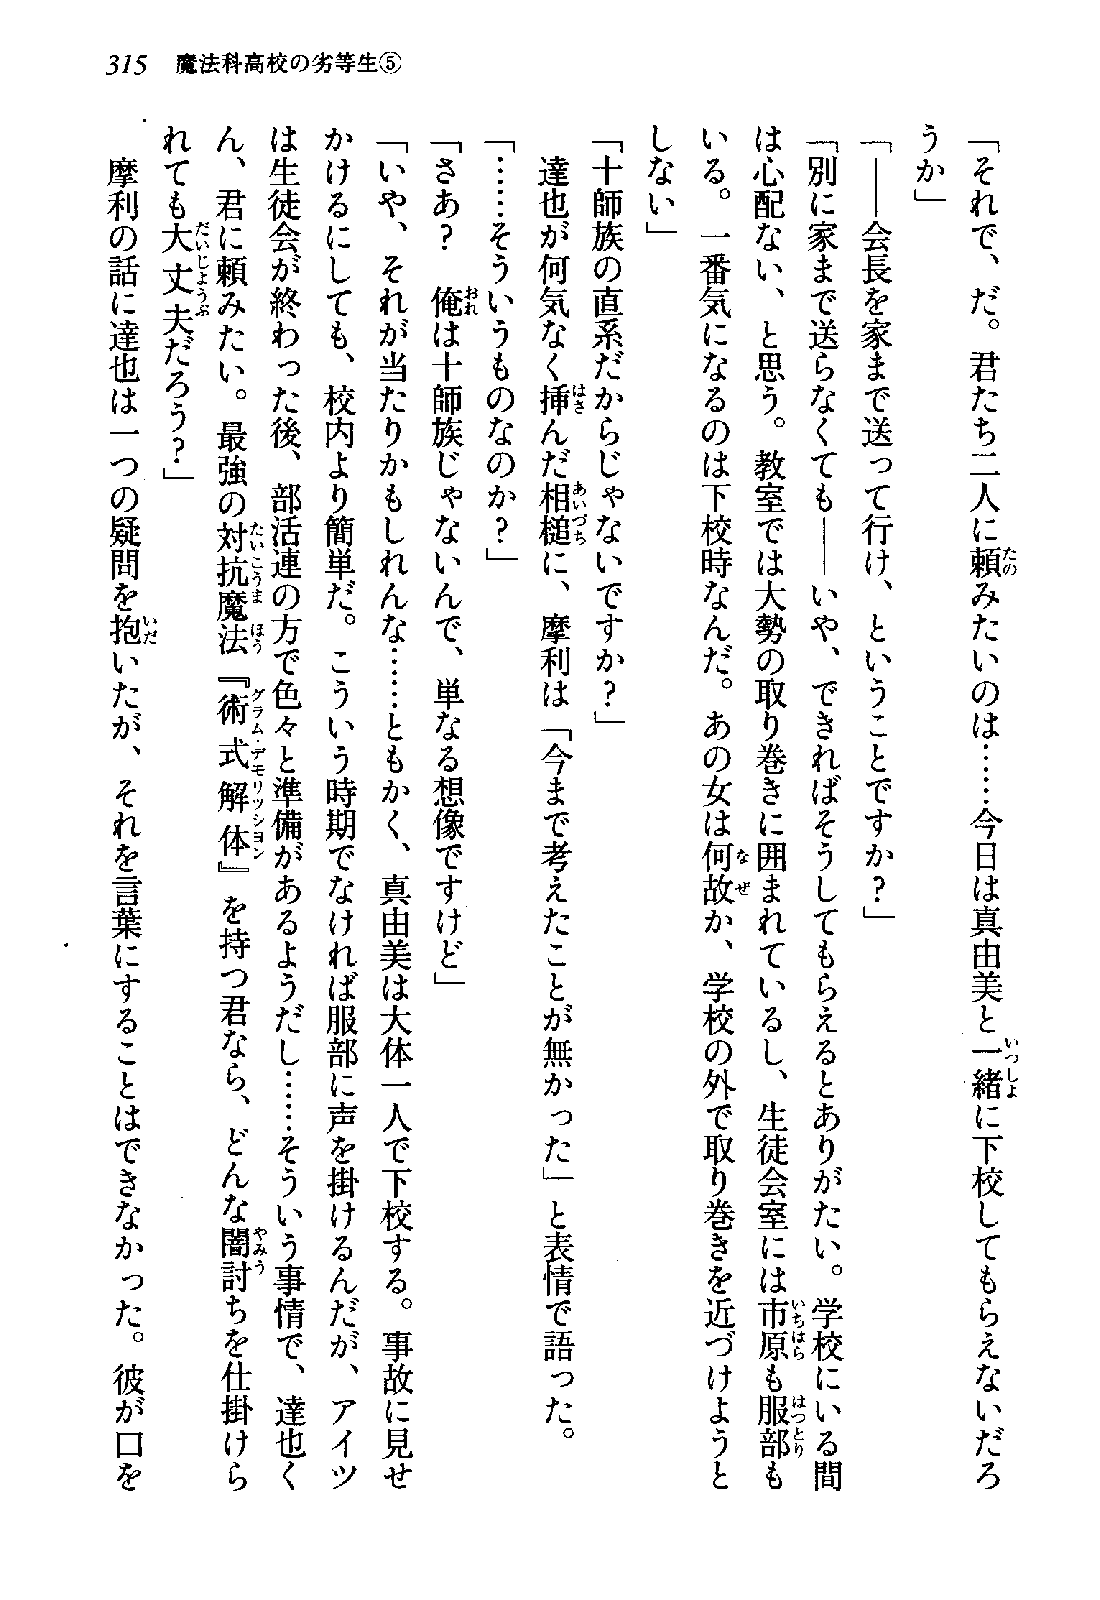 315 魔法科高校の劣等生⑤
「それで、だ。君たち二人に頼みたいのは……今日は真由美と一緒に下校してもらえないだろ
うか」
「――会長を家まで送って行け、ということですか?」
「別に家まで送らなくても――いや、できればそうしてもらえるとありがたい。学校にいる間
は心配ない、と思う。教室では大勢の取り巻きに囲まれているし、生徒会室には市原も服部も
いる。一番気になるのは下校時なんだ。あの女は何故か、学校の外で取り巻きを近づけようと
しない」
「十師族の直系だからじゃないですか?」
達也が何気なく挿んだ相槌に、摩利は「今まで考えたことが無かった」と表情で語った。
「……そういうものなのか?」
「さあ? 俺は十師族じゃないんで、単なる想像ですけど」
「いや、それが当たりかもしれんな……ともかく、真由美は大体一人で下校する。事故に見せ
かけるにしても、校内より簡単だ。こういう時期でなければ服部に声を掛けるんだが、アイツ
は生徒会が終わった後、部活連の方で色々と準備があるようだし……そういう事情で、達也く
ん、君に頼みたい。最強の対抗魔法『術式解体』を持つ君なら、どんな闇討ちを仕掛けら
れても大丈夫だろう?」
摩利の話に達也は一つの疑問を抱いたが、それを言葉にすることはできなかった。彼が口を